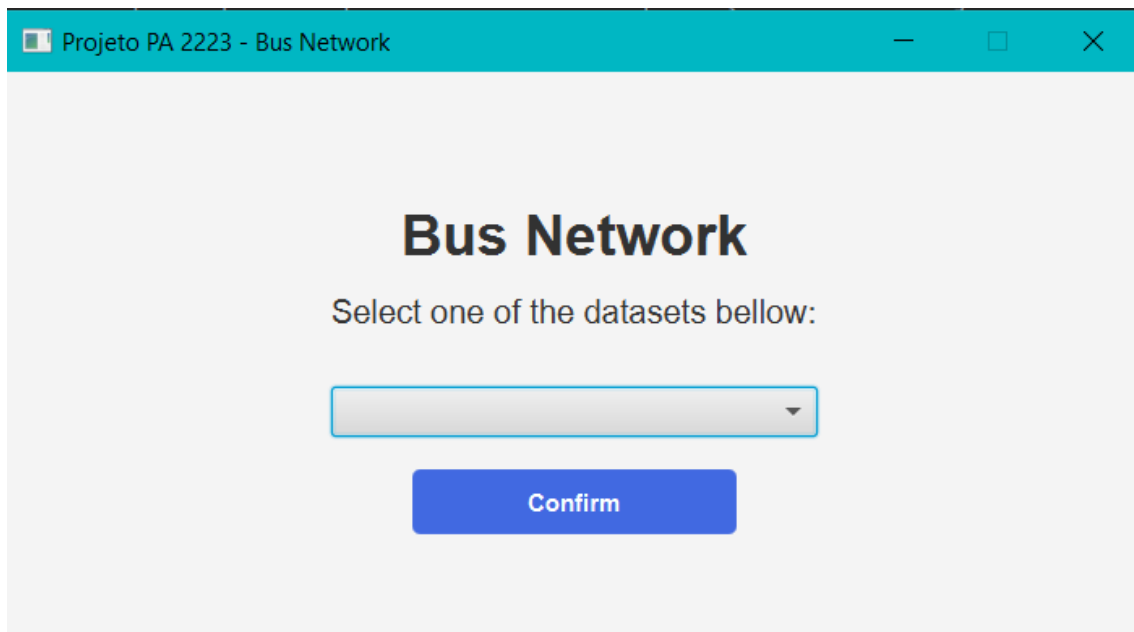 Projeto PA 2223 - Bus Network
Bus Network
Select one of the datasets bellow:
Confirm